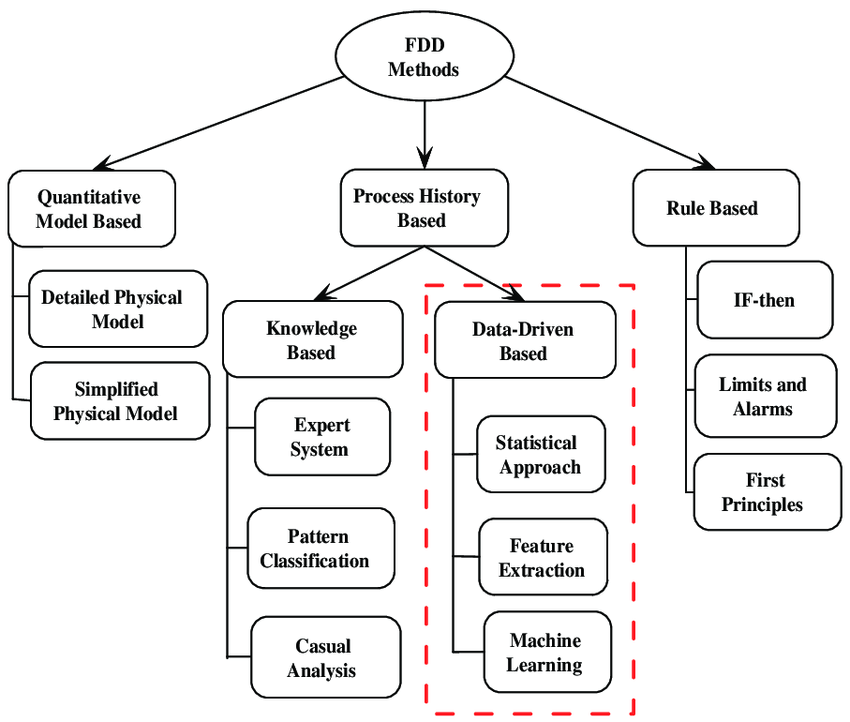 FDD
Methods
Quantitative
Model Based
Process History
Based
Rule Based
Detailed Physical
Model
Simplified
Physical Model
Knowledge
Based
Expert
System
Pattern
Classification
Casual
Analysis
Data-Driven
Based
Statistical
Approach
Feature
Extraction
Machine
Learning
IF-then
Limits and
Alarms
First
Principles